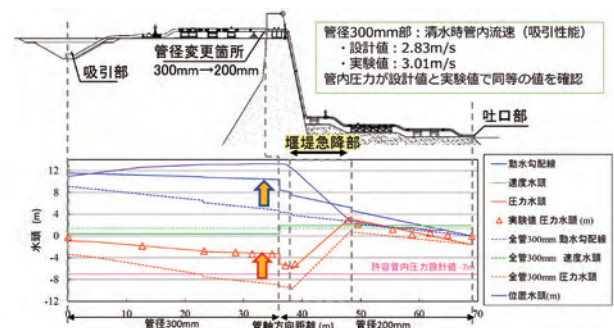 管径300mm部：清水時管内流速（吸引性能）
・設計値：2.83m/s
・実験値：3.01m/s
管内圧力が設計値と実験値で同等の値を確認
管径変更箇所
300mm→200mm
吸引部
吐口部
堰堤急降部
水頭（m）
12
8
4
0
-4
-8
-12
許容管内圧力設計値 -7m
0
10
20
30
40
50
60
70
管径300mm
管軸方向距離（m）
管径200mm
動水勾配線
速度水頭
圧力水頭
実験値 圧力水頭(m)
全管300mm 動水勾配線
全管300mm 速度水頭
全管300mm 圧力水頭
位置水頭(m)